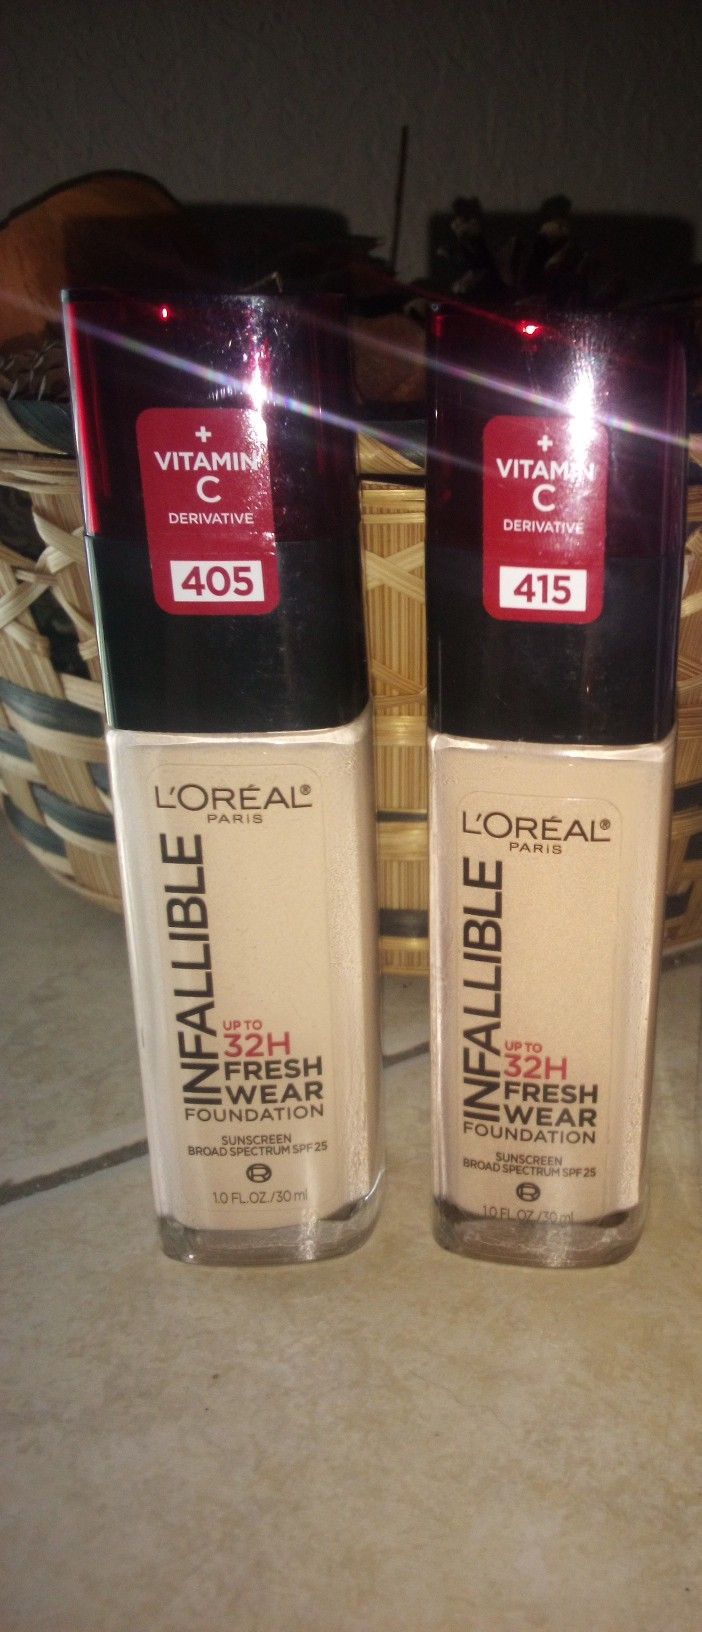 +
VITAMIN
C
DERIVATIVE
405
L'ORÉAL®
PARIS
INFALLIBLE
UP TO
32H
FRESH
WEAR
FOUNDATION
SUNSCREEN
BROAD SPECTRUM SPF 25
R
1.0 FL.OZ./30 ml
+
VITAMIN
C
DERIVATIVE
415
L'ORÉAL®
PARIS
INFALLIBLE
UP TO
32H
FRESH
WEAR
FOUNDATION
SUNSCREEN
BROAD SPECTRUM SPF 25
R
1.0 FL.OZ./30 ml